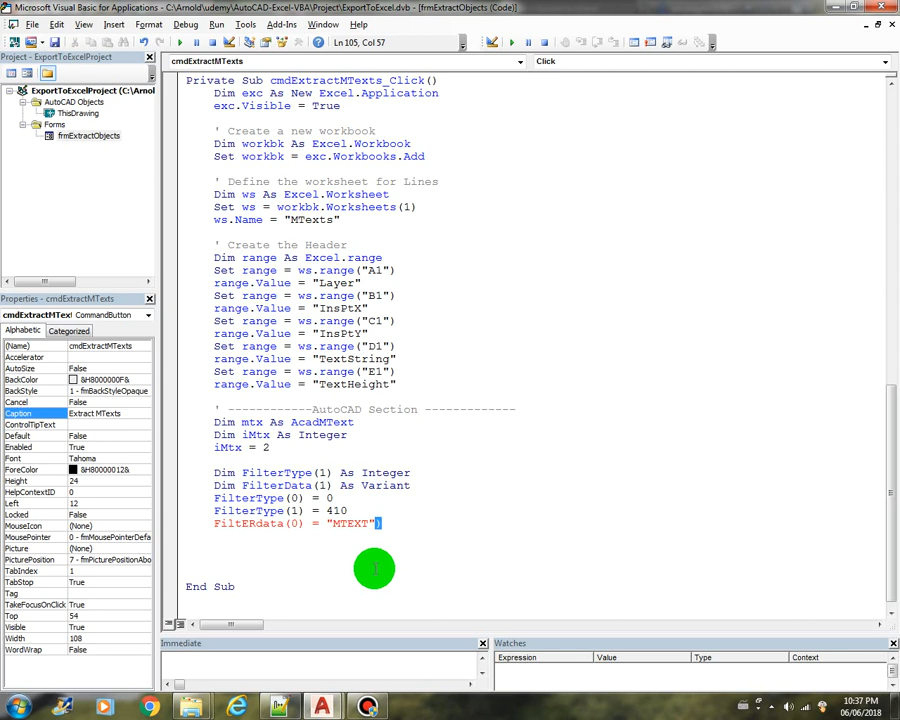 Microsoft Visual Basic for Applications - C:\Arnold\udemy\AutoCAD-Excel-VBA\Project\ExportToExcel.dvb - [frmExtractObjects (Code)]
File Edit View Insert Format Debug Run Tools Add-Ins Window Help
Ln 105, Col 57
Project - ExportToExcelProject
ExportToExcelProject (C:\Arnol
AutoCAD Objects
ThisDrawing
Forms
frmExtractObjects
Properties - cmdExtractMTexts
cmdExtractMText CommandButton
Alphabetic Categorized
(Name) cmdExtractMTexts
Accelerator
AutoSize False
BackColor &H8000000F&
BackStyle 1 - fmBackStyleOpaque
Cancel False
Caption Extract MTexts
ControlTipText
Default False
Enabled True
Font Tahoma
ForeColor &H80000012&
Height 24
HelpContextID 0
Left 12
Locked False
MouseIcon (None)
MousePointer 0 - fmMousePointerDefa
Picture (None)
PicturePosition 7 - fmPicturePositionAbo
TabIndex 1
TabStop True
Tag
TakeFocusOnClick True
Top 54
Visible True
Width 108
WordWrap False
cmdExtractMTexts Click
Private Sub cmdExtractMTexts_Click()
Dim exc As New Excel.Application
exc.Visible = True
' Create a new workbook
Dim workbk As Excel.Workbook
Set workbk = exc.Workbooks.Add
' Define the worksheet for Lines
Dim ws As Excel.Worksheet
Set ws = workbk.Worksheets(1)
ws.Name = "MTexts"
' Create the Header
Dim range As Excel.range
Set range = ws.range("A1")
range.Value = "Layer"
Set range = ws.range("B1")
range.Value = "InsPtX"
Set range = ws.range("C1")
range.Value = "InsPtY"
Set range = ws.range("D1")
range.Value = "TextString"
Set range = ws.range("E1")
range.Value = "TextHeight"
' ------------AutoCAD Section -------------
Dim mtx As AcadMText
Dim iMtx As Integer
iMtx = 2
Dim FilterType(1) As Integer
Dim FilterData(1) As Variant
FilterType(0) = 0
FilterType(1) = 410
FiltERdata(0) = "MTEXT")
End Sub
Immediate
Watches
Expression Value Type Context
10:37 PM
06/06/2018